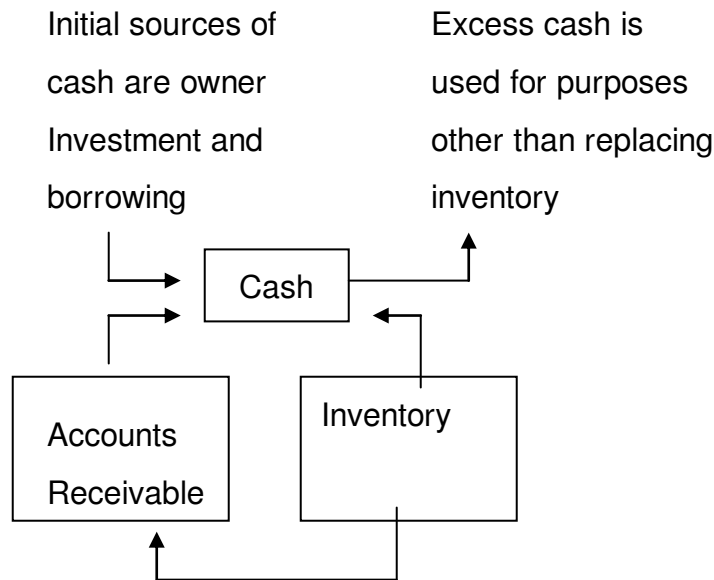 Initial sources of
cash are owner
Investment and
borrowing
Excess cash is
used for purposes
other than replacing
inventory
Cash
Accounts
Receivable
Inventory